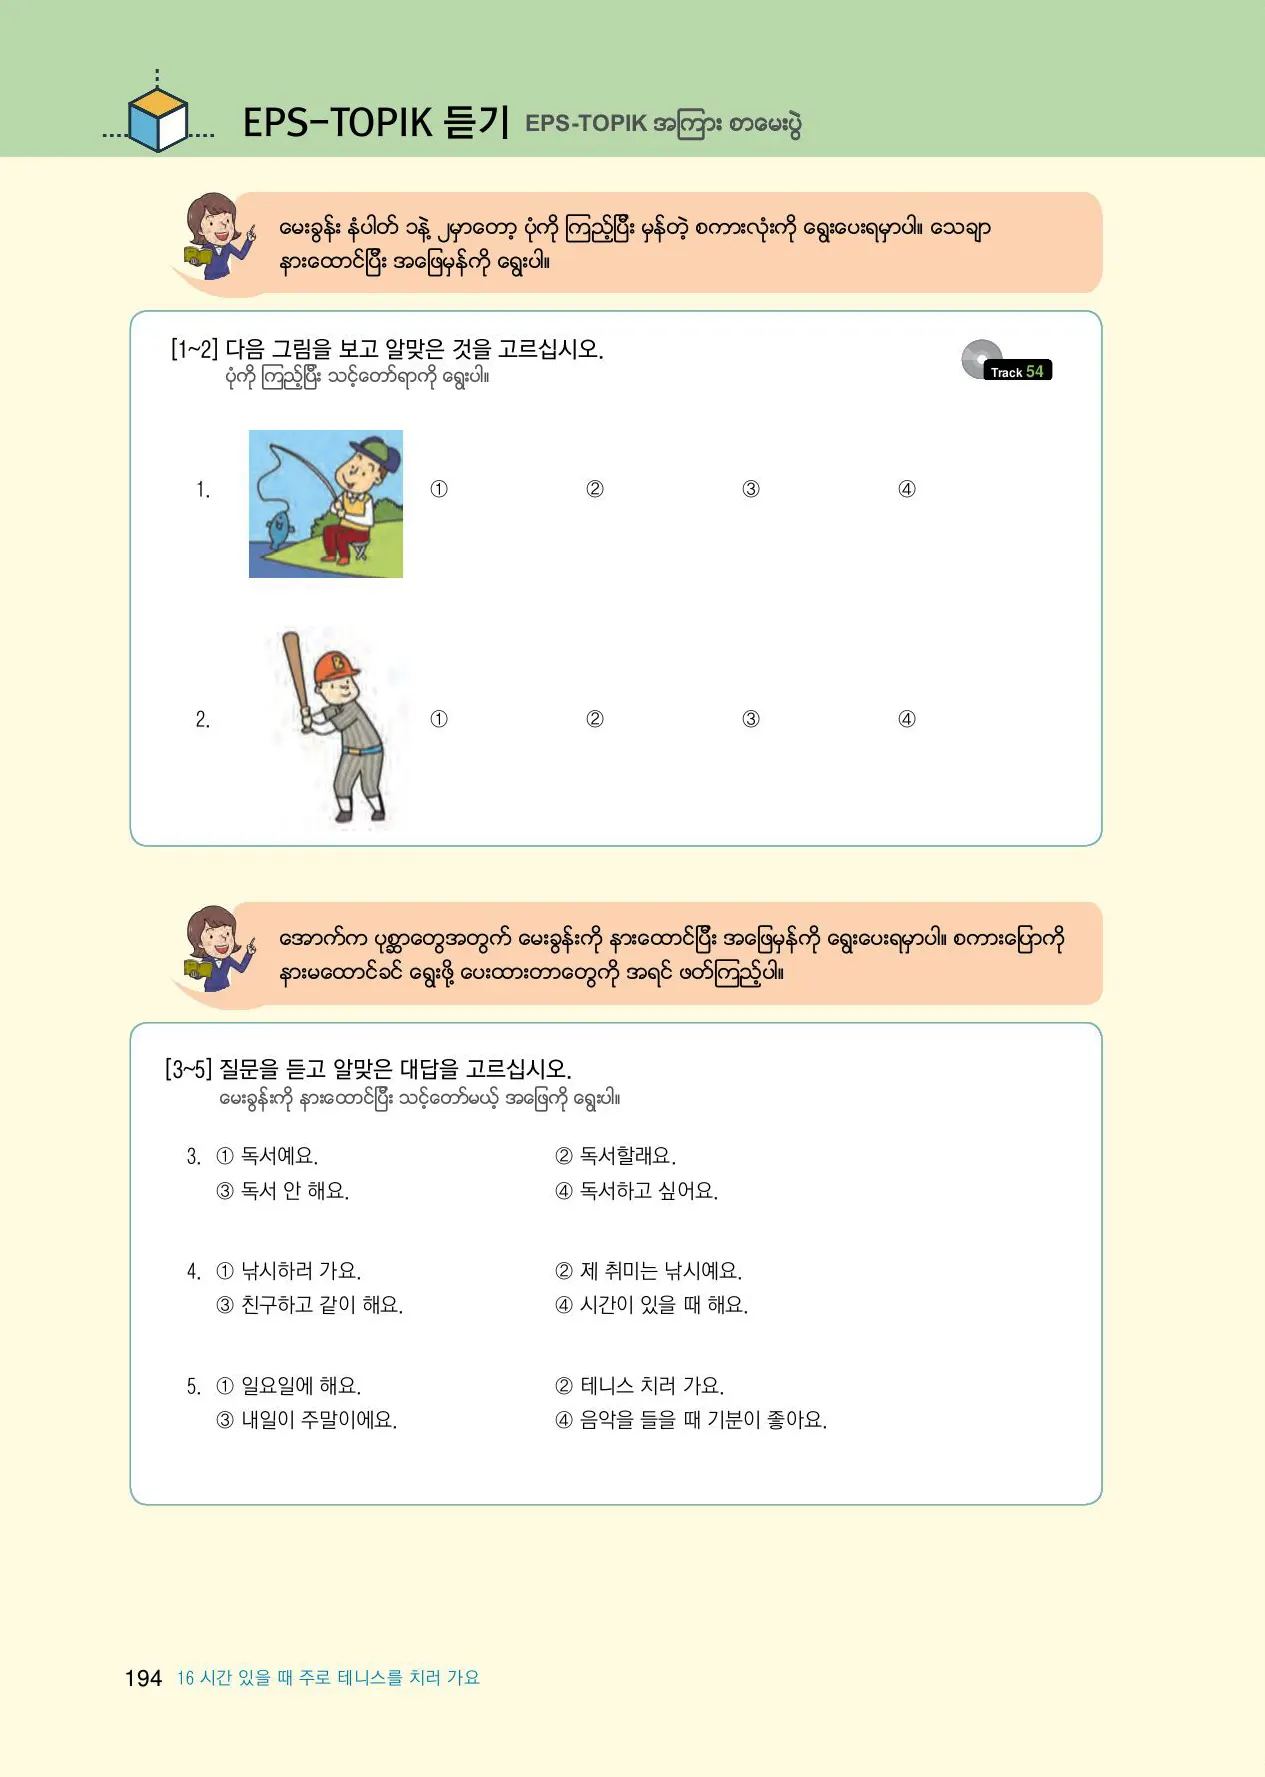 EPS-TOPIK 듣기 EPS-TOPIK အကြား စာမေးပွဲ
မေးခွန်း နံပါတ် ၁နဲ့ ၂မှာတော့ ပုံကို ကြည့်ပြီး မှန်တဲ့ စကားလုံးကို ရွေးပေးရမှာပါ။ သေချာ
နားထောင်ပြီး အဖြေမှန်ကို ရွေးပါ။
[1~2] 다음 그림을 보고 알맞은 것을 고르십시오.
ပုံကို ကြည့်ပြီး သင့်တော်ရာကို ရွေးပါ။
Track 54
1. ① ② ③ ④
B
2. ① ② ③ ④
အောက်က ပုစ္ဆာတွေအတွက် မေးခွန်းကို နားထောင်ပြီး အဖြေမှန်ကို ရွေးပေးရမှာပါ။ စကားပြောကို
နားမထောင်ခင် ရွေးဖို့ ပေးထားတာတွေကို အရင် ဖတ်ကြည့်ပါ။
[3~5] 질문을 듣고 알맞은 대답을 고르십시오.
မေးခွန်းကို နားထောင်ပြီး သင့်တော်မယ့် အဖြေကို ရွေးပါ။
3. ① 독서예요. ② 독서할래요.
③ 독서 안 해요. ④ 독서하고 싶어요.
4. ① 낚시하러 가요. ② 제 취미는 낚시예요.
③ 친구하고 같이 해요. ④ 시간이 있을 때 해요.
5. ① 일요일에 해요. ② 테니스 치러 가요.
③ 내일이 주말이에요. ④ 음악을 들을 때 기분이 좋아요.
194 16 시간 있을 때 주로 테니스를 치러 가요